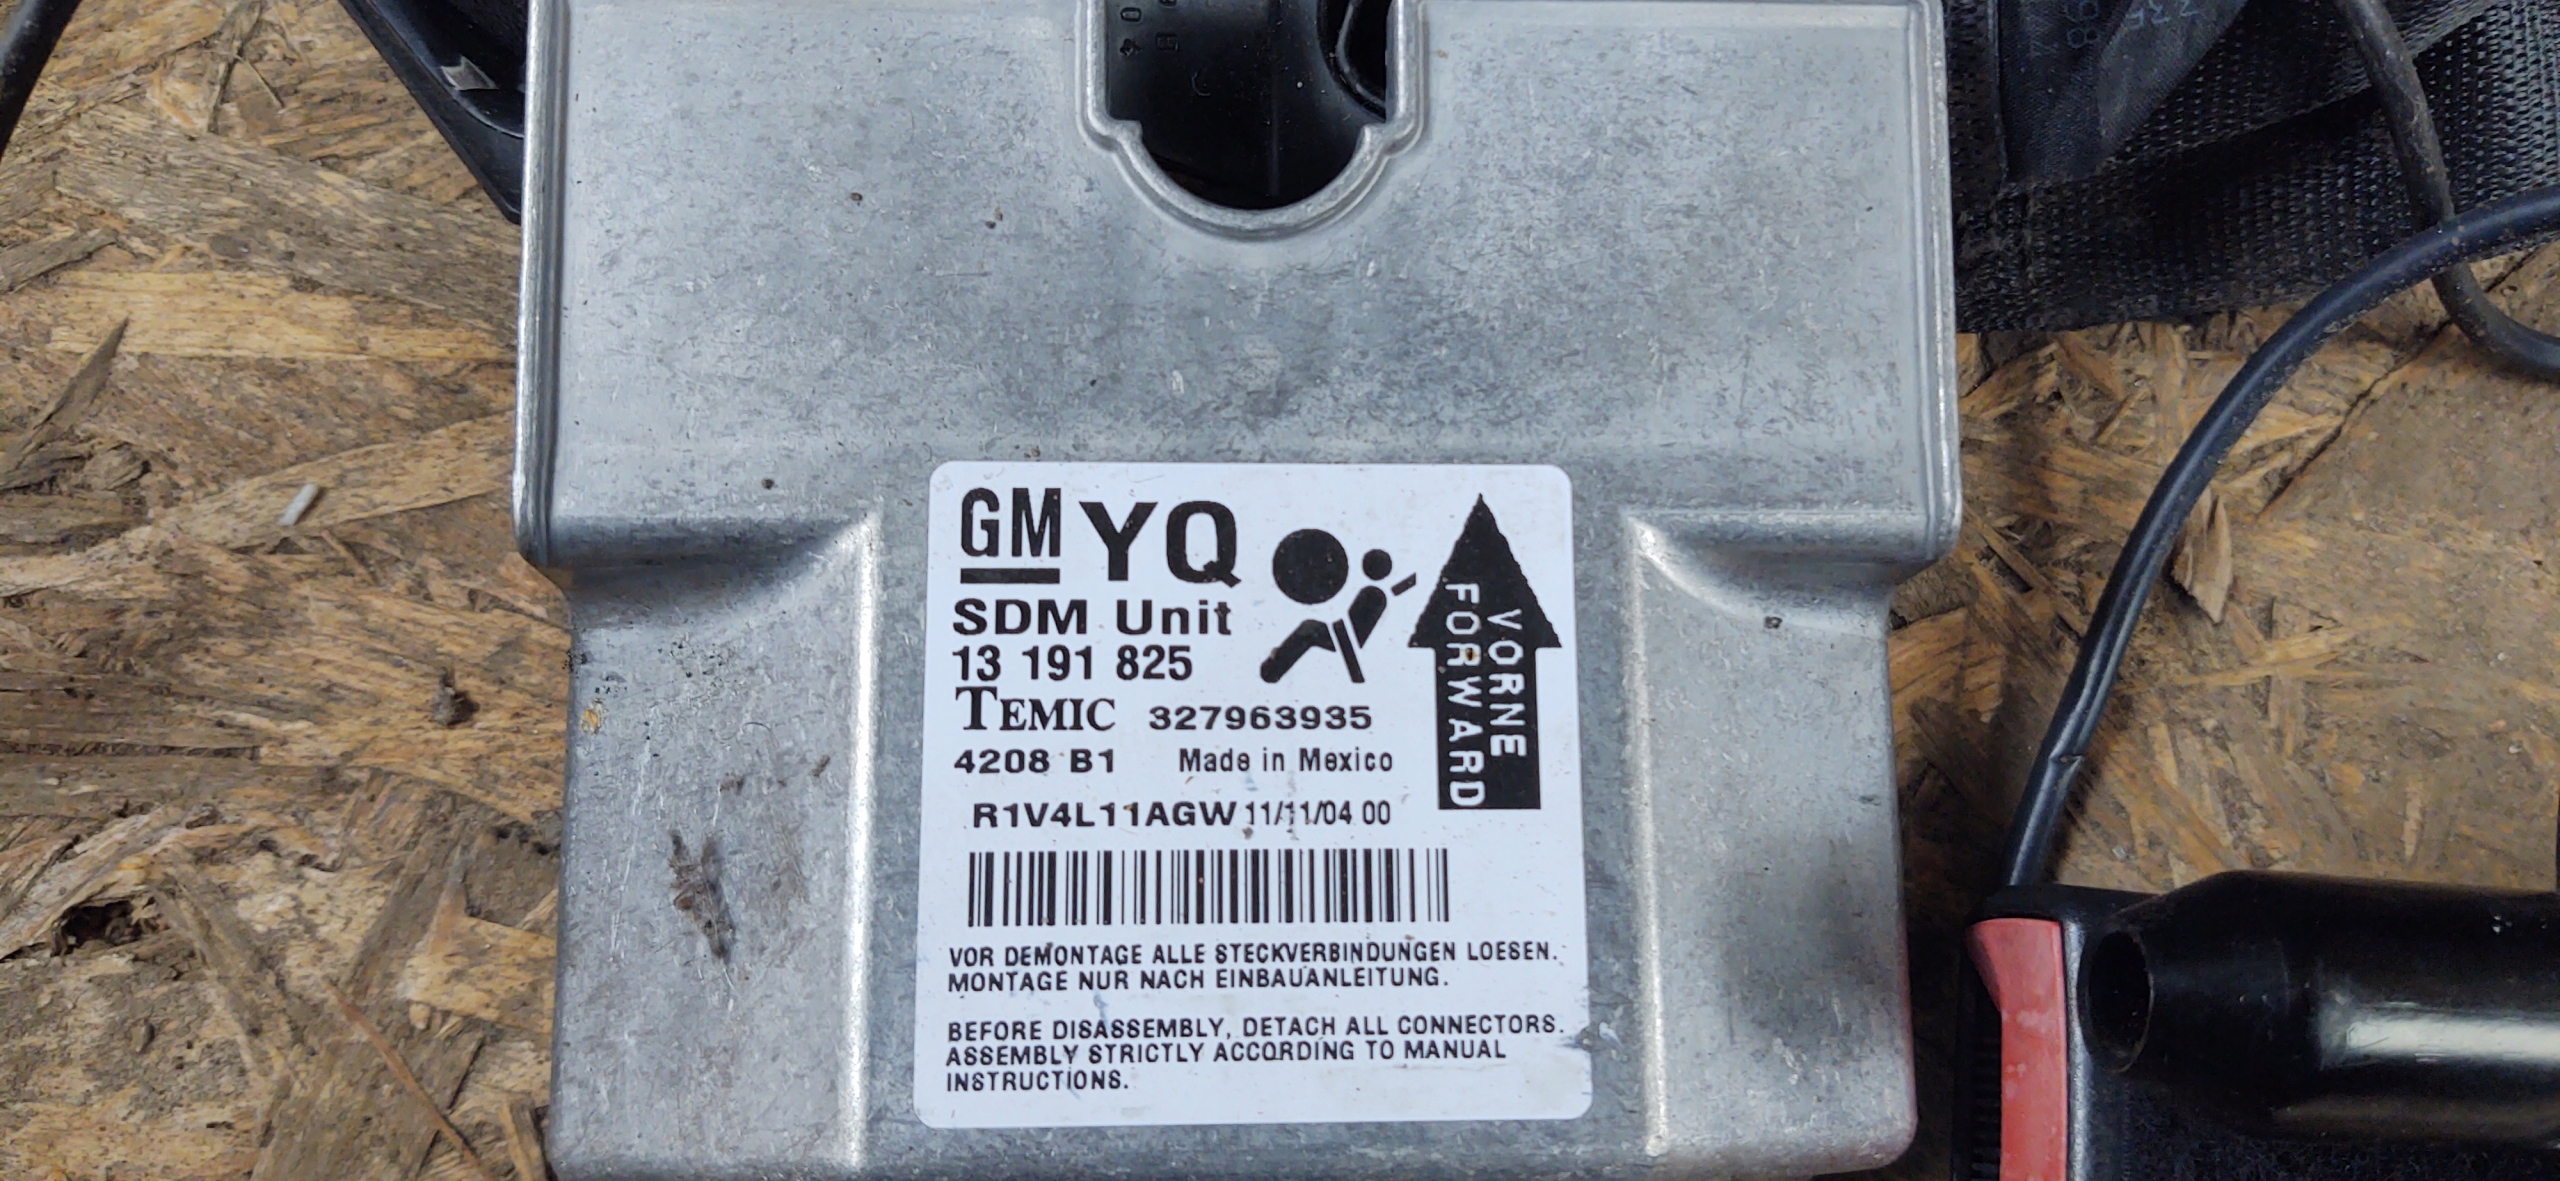 GM YQ
SDM Unit
13 191 825
TEMIC 327963935
4208 B1 Made in Mexico
R1V4L11AGW 11/11/04 00
VORNE
FORWARD
VOR DEMONTAGE ALLE STECKVERBINDUNGEN LOESEN.
MONTAGE NUR NACH EINBAUANLEITUNG.
BEFORE DISASSEMBLY, DETACH ALL CONNECTORS.
ASSEMBLY STRICTLY ACCORDING TO MANUAL
INSTRUCTIONS.